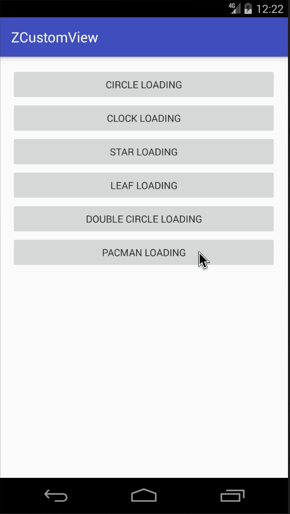 4G 12:22
ZCustomView
CIRCLE LOADING
CLOCK LOADING
STAR LOADING
LEAF LOADING
DOUBLE CIRCLE LOADING
PACMAN LOADING